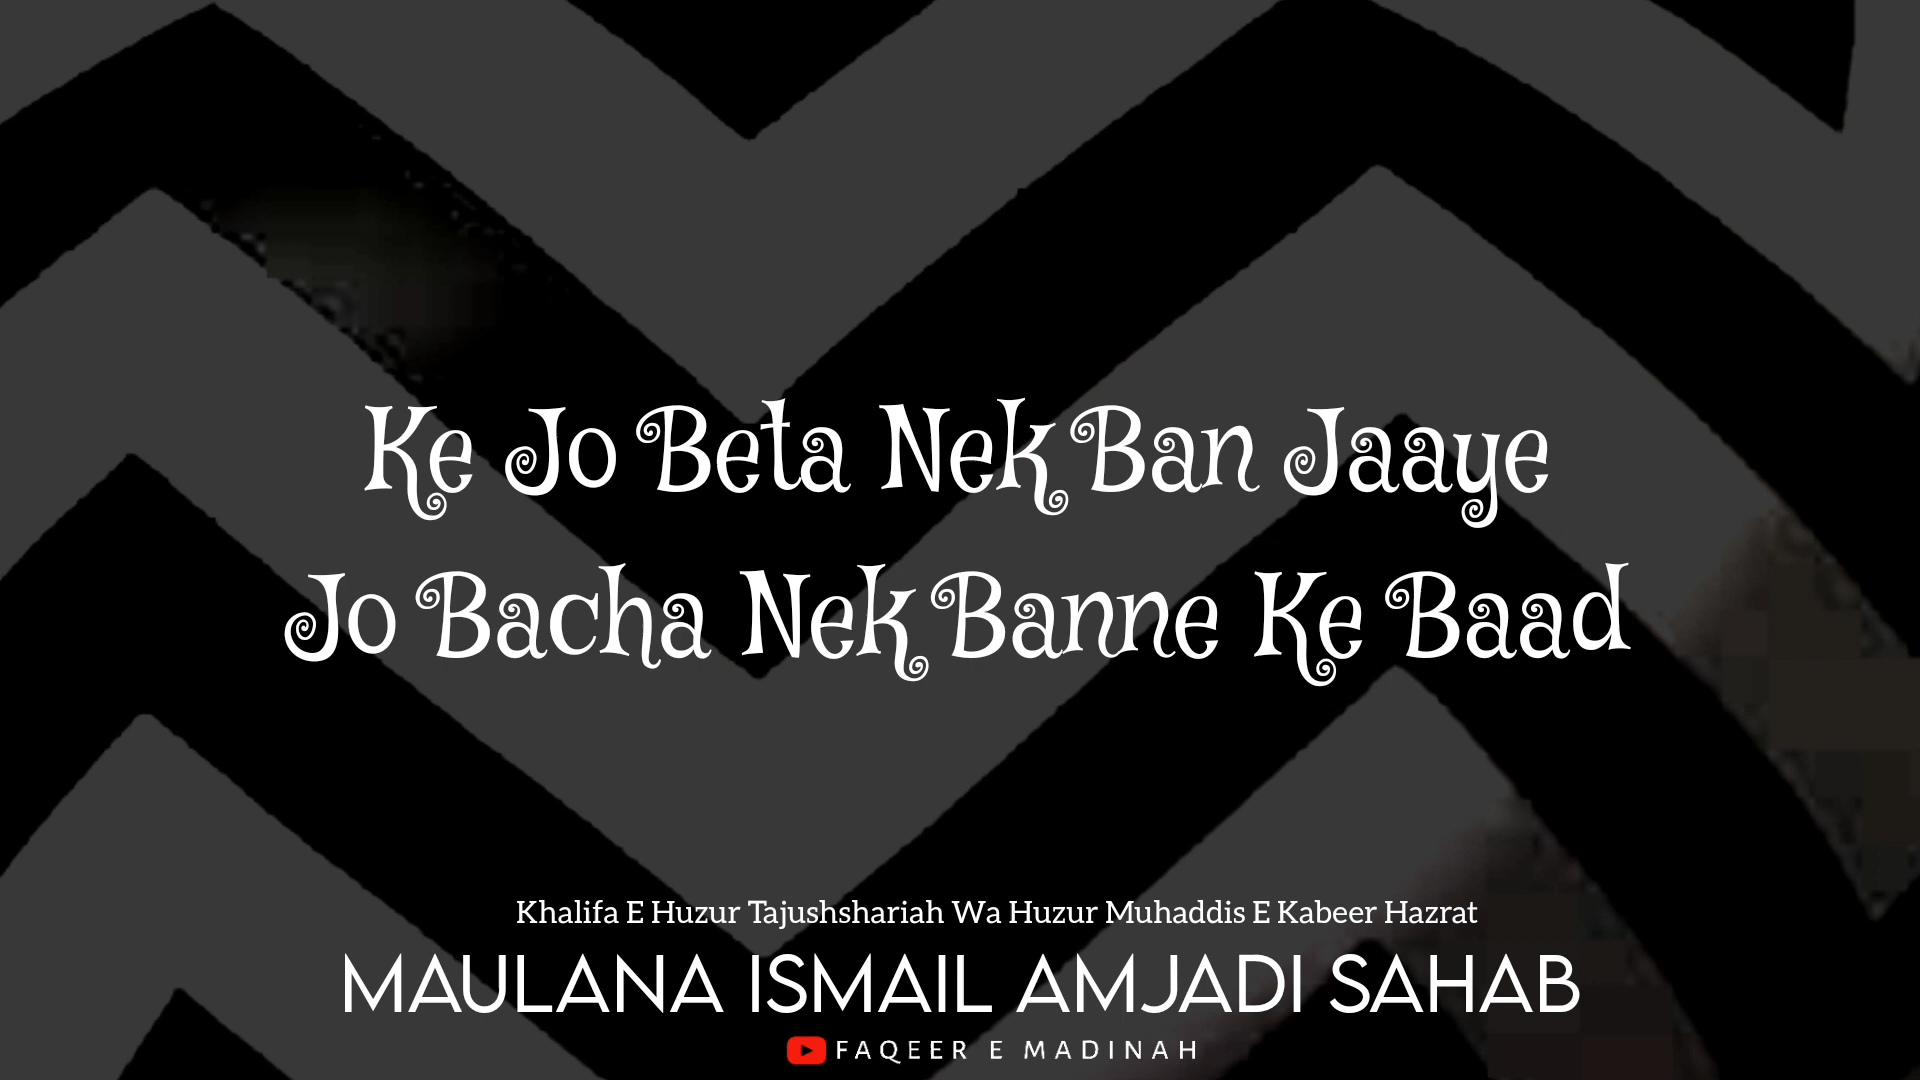 Ke Jo Beta Nek Ban Jaaye
Jo Bacha Nek Banne Ke Baad
Khalifa E Huzur Tajushshariah Wa Huzur Muhaddis E Kabeer Hazrat
MAULANA ISMAIL AMJADI SAHAB
FAQEER E MADINAH